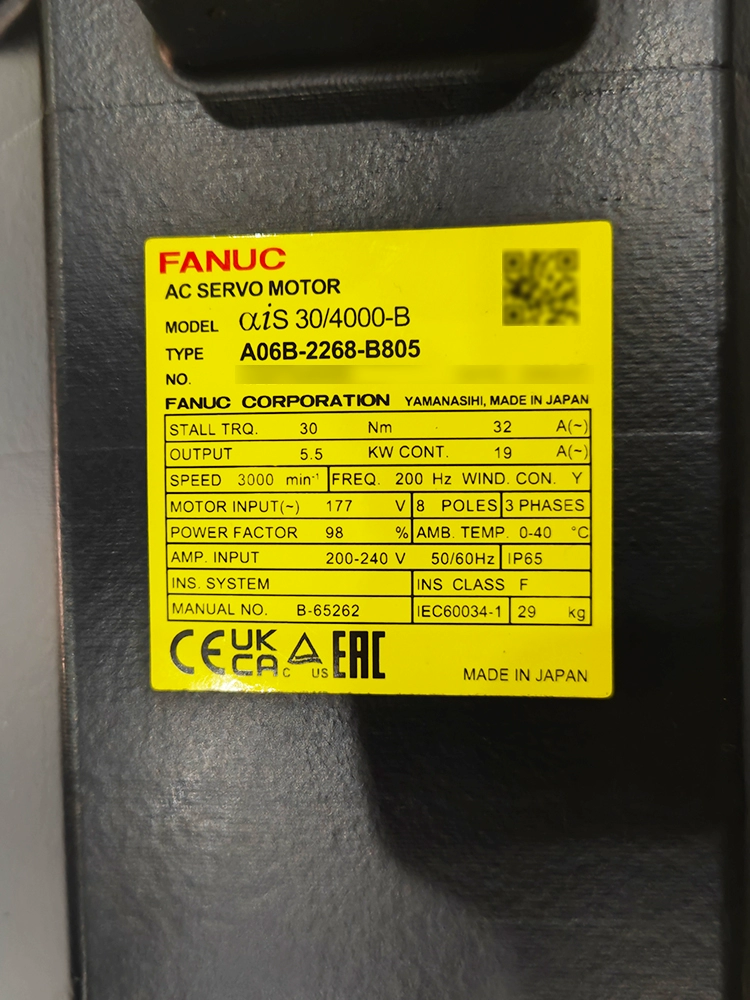 FANUC
AC SERVO MOTOR
MODEL αiS 30/4000-B
TYPE A06B-2268-B805
NO.
FANUC CORPORATION YAMANASIHI, MADE IN JAPAN
STALL TRQ. 30 Nm 32 A(~)
OUTPUT 5.5 KW CONT. 19 A(~)
SPEED 3000 min⁻¹ FREQ. 200 Hz WIND. CON. Y
MOTOR INPUT(~) 177 V 8 POLES 3 PHASES
POWER FACTOR 98 % AMB. TEMP. 0-40 °C
AMP. INPUT 200-240 V 50/60Hz IP65
INS. SYSTEM INS CLASS F
MANUAL NO. B-65262 IEC60034-1 29 kg
CE UK CA C US EAC
MADE IN JAPAN